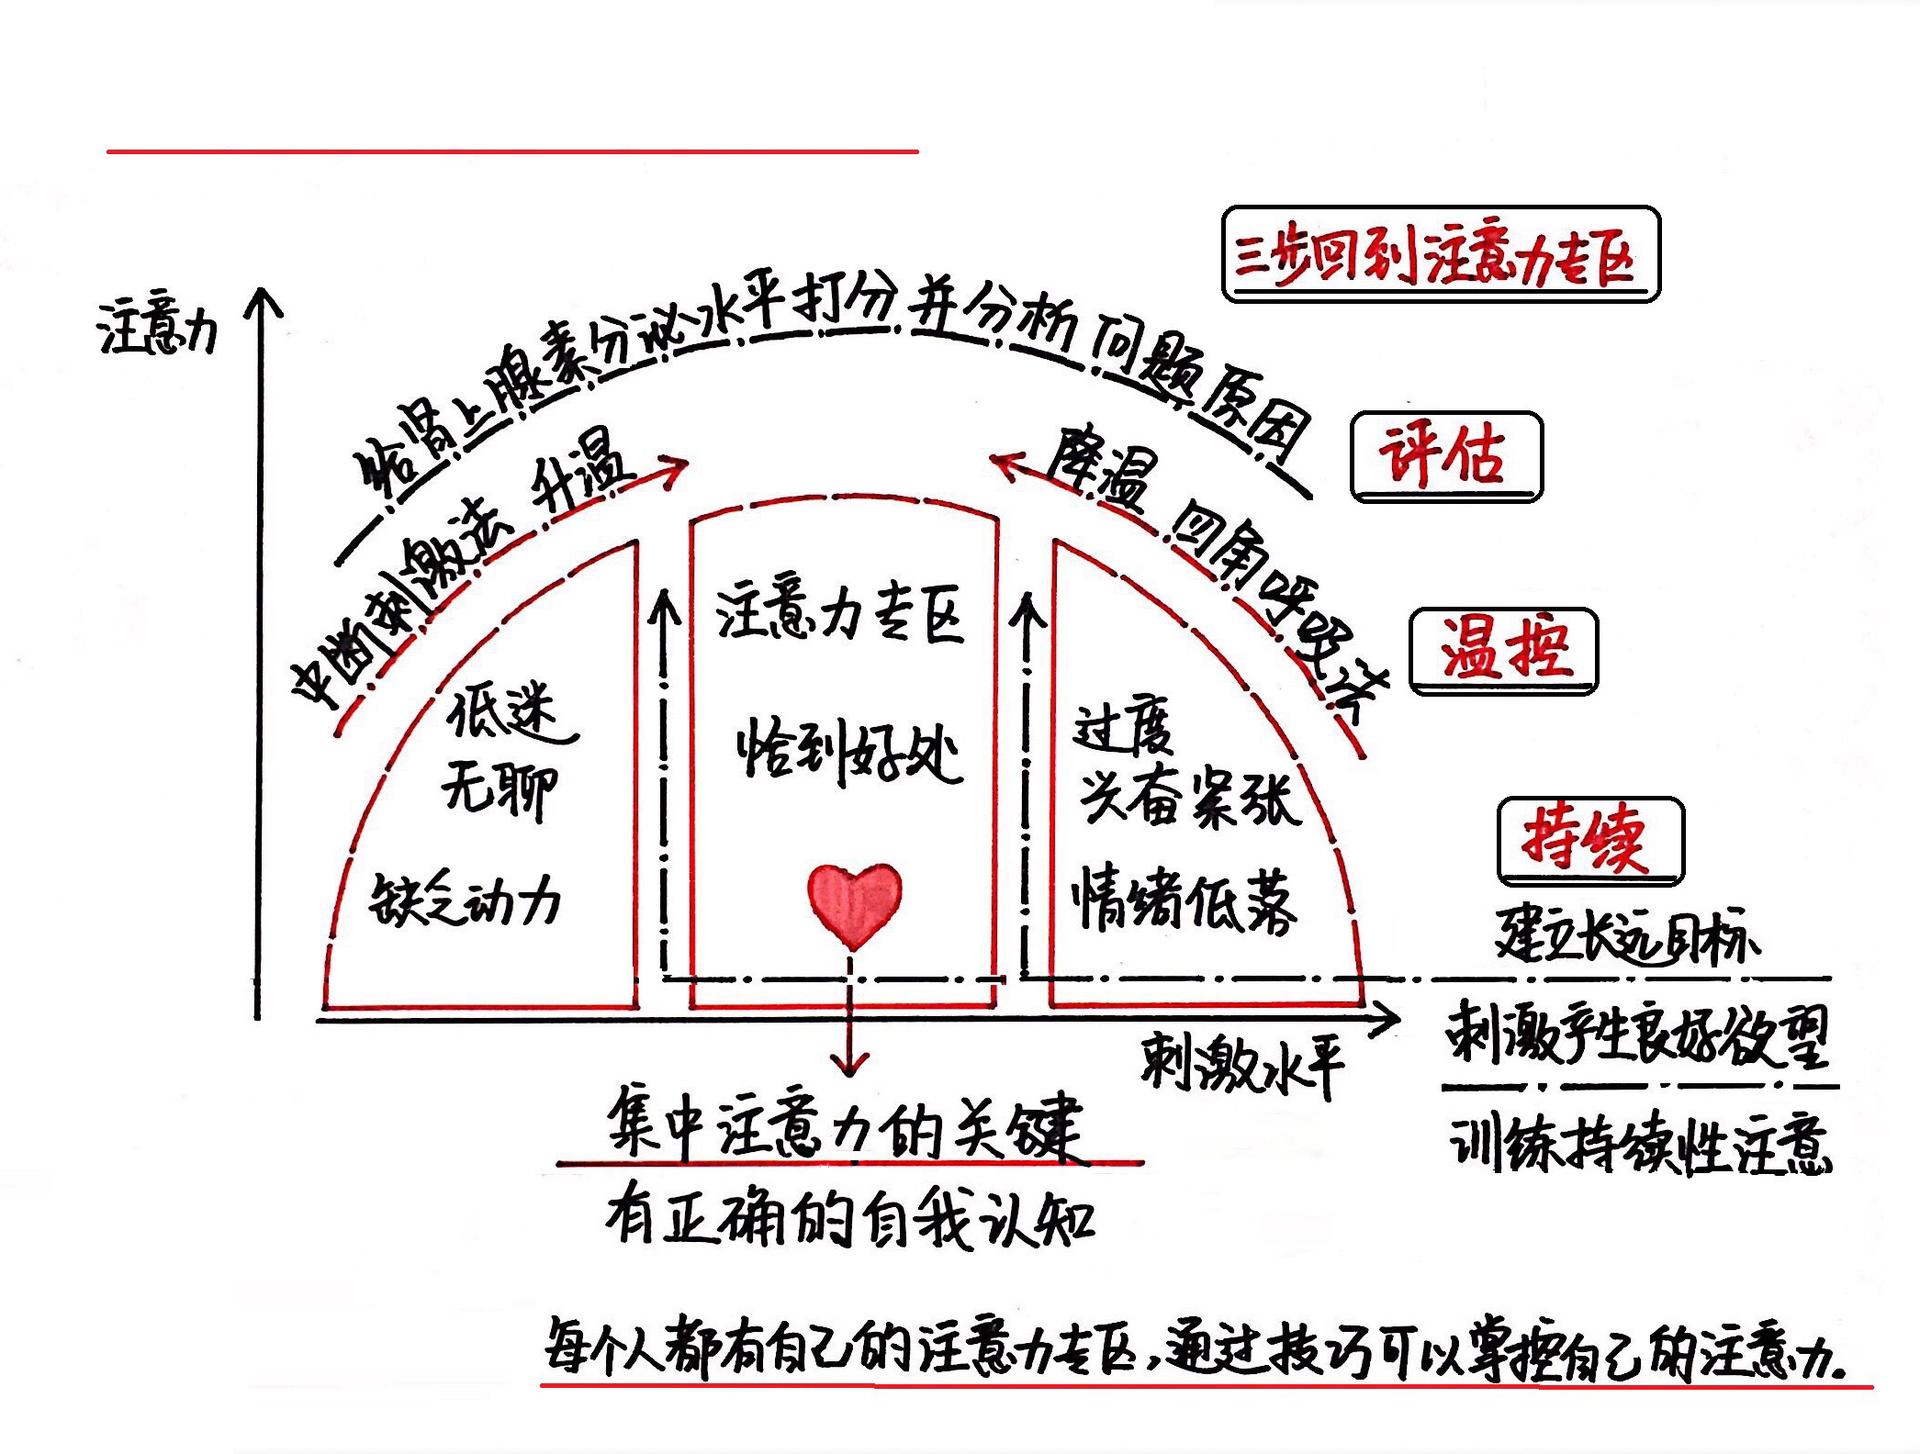 三步回到注意力专区
注意力
给肾上腺素分泌水平打分并分析问题原因
评估
中断刺激法 升温
降温 四角呼吸法
温控
注意力专区
恰到好处
低迷
无聊
缺乏动力
过度
兴奋紧张
情绪低落
持续
建立长远目标
刺激产生良好欲望
训练持续性注意
刺激水平
集中注意力的关键
有正确的自我认知
每个人都有自己的注意力专区,通过技巧可以掌控自己的注意力.